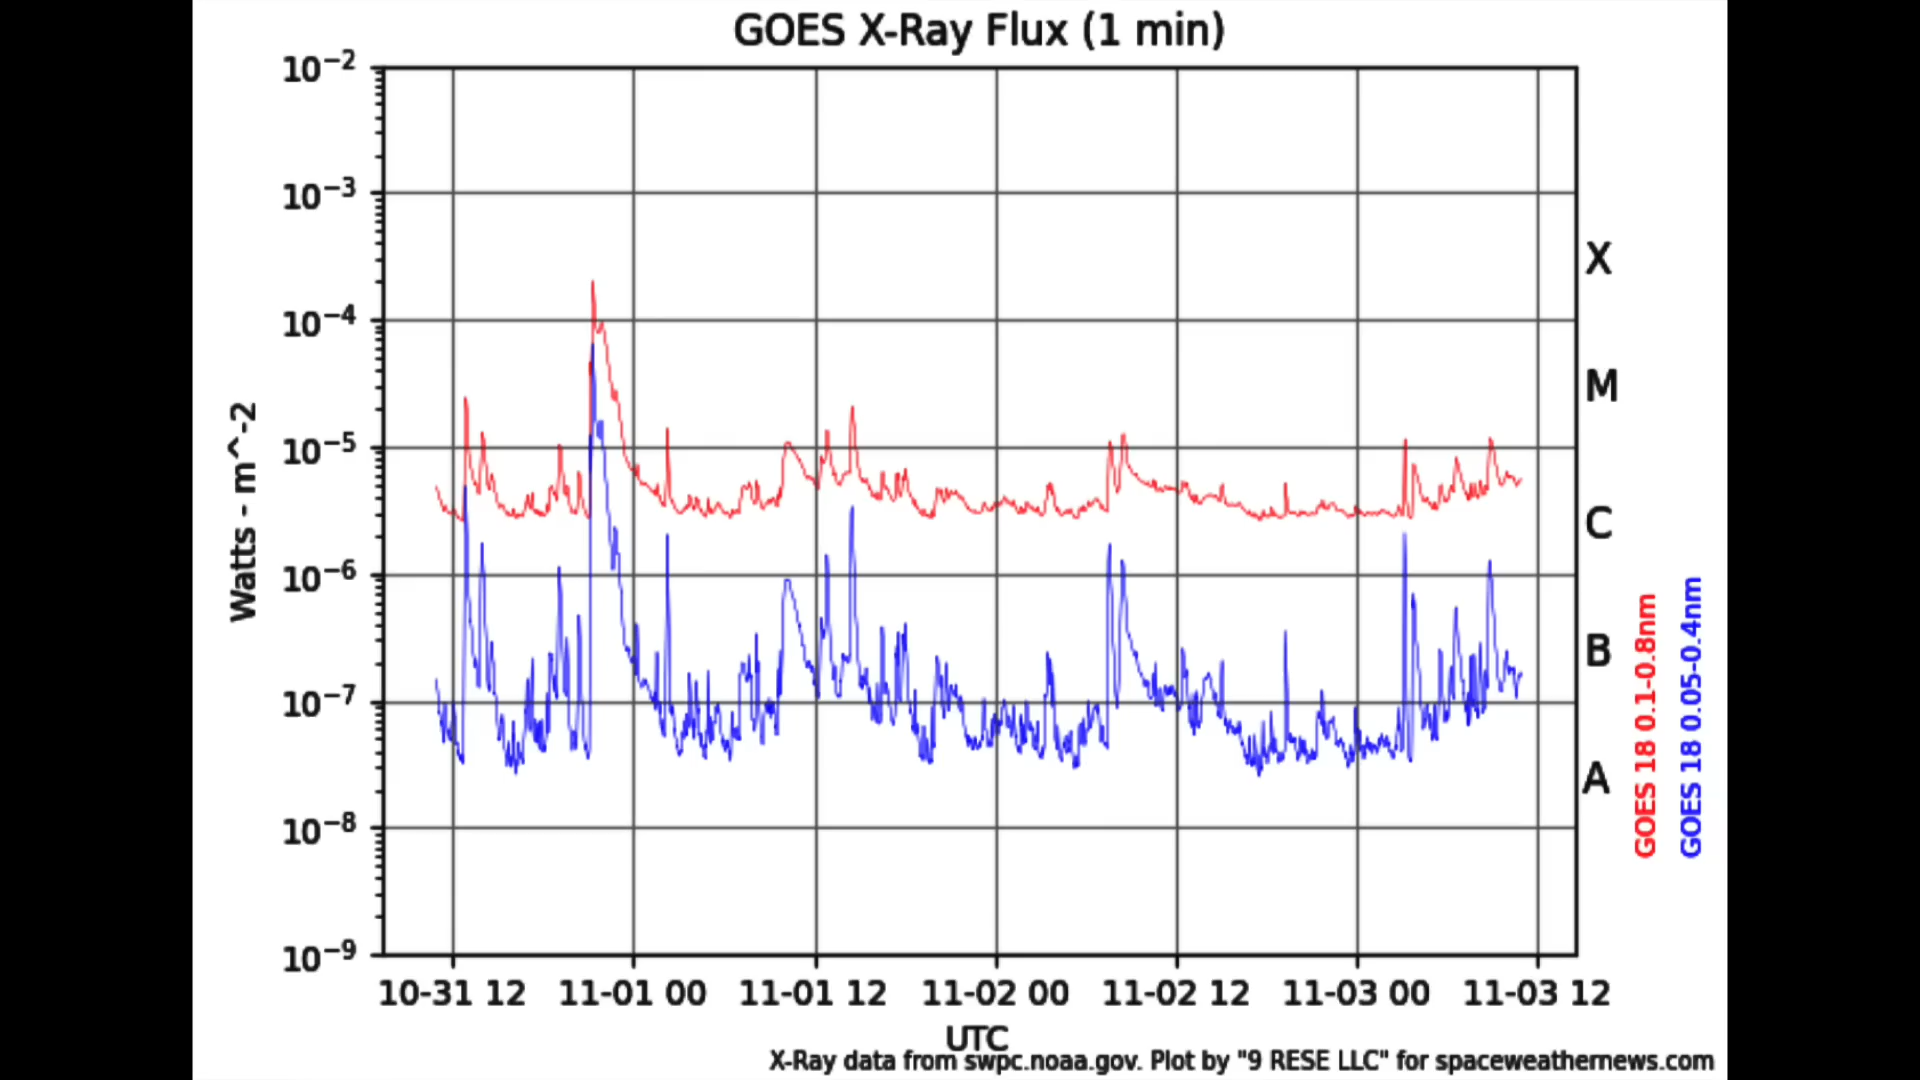 GOES X-Ray Flux (1 min)
10−2
10−3
10−4
10−5
10−6
10−7
10−8
10−9
Watts - m^-2
X
M
C
B
A
GOES 18 0.1-0.8nm
GOES 18 0.05-0.4nm
10-31 12 11-01 00 11-01 12 11-02 00 11-02 12 11-03 00 11-03 12
UTC
X-Ray data from swpc.noaa.gov. Plot by "9 RESE LLC" for spaceweathernews.com